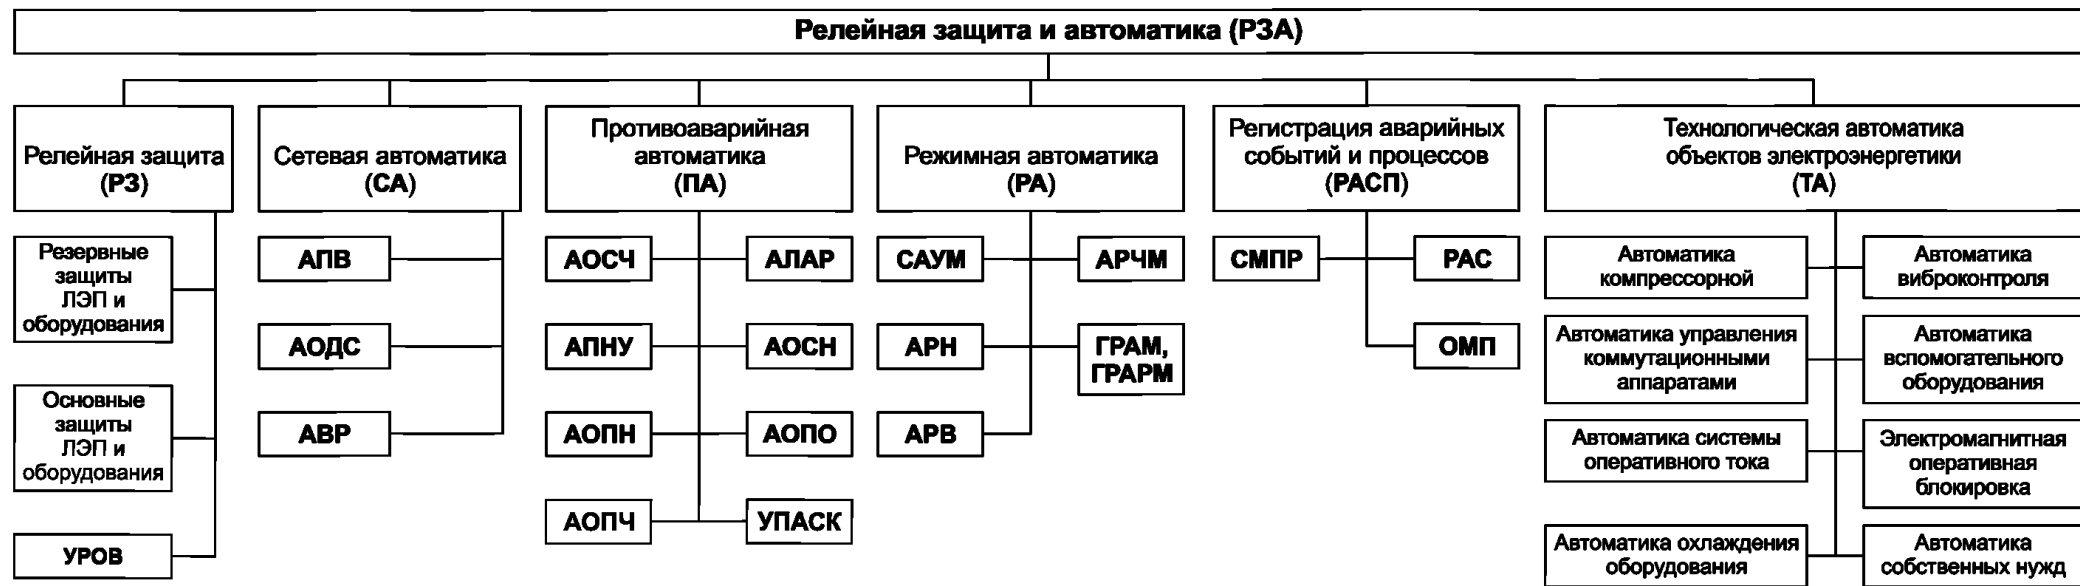 Релейная защита и автоматика (РЗА)
Релейная защита
(РЗ)
Резервные
защиты
ЛЭП и
оборудования
Основные
защиты
ЛЭП и
оборудования
УРОВ
Сетевая автоматика
(СА)
АПВ
АОДС
АВР
Противоаварийная
автоматика
(ПА)
АОСЧ
АЛАР
АПНУ
АОСН
АОПН
АОПО
АОПЧ
УПАСК
Режимная автоматика
(РА)
САУМ
АРЧМ
АРН
ГРАМ,
ГРАРМ
АРВ
Регистрация аварийных
событий и процессов
(РАСП)
СМПР
РАС
ОМП
Технологическая автоматика
объектов электроэнергетики
(ТА)
Автоматика
компрессорной
Автоматика
виброконтроля
Автоматика управления
коммутационными
аппаратами
Автоматика
вспомогательного
оборудования
Автоматика системы
оперативного тока
Электромагнитная
оперативная
блокировка
Автоматика охлаждения
оборудования
Автоматика
собственных нужд